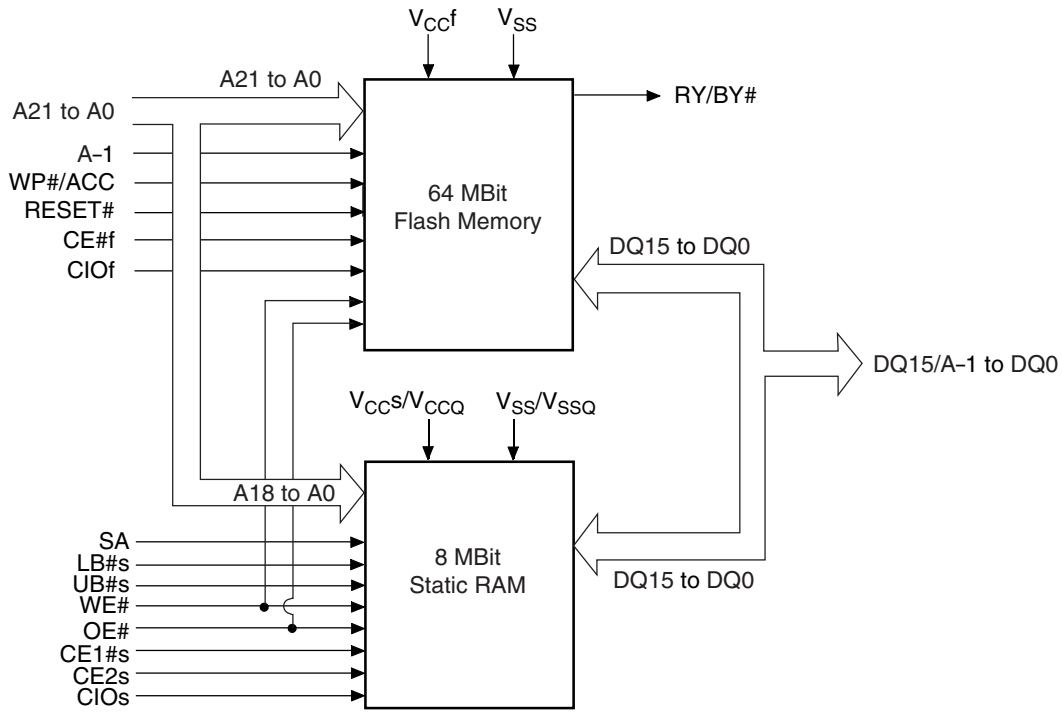 VCCf
VSS
A21 to A0
A21 to A0
RY/BY#
A–1
WP#/ACC
RESET#
CE#f
CIOf
64 MBit
Flash Memory
DQ15 to DQ0
DQ15/A–1 to DQ0
VCCs/VCCQ
VSS/VSSQ
A18 to A0
SA
LB#s
UB#s
WE#
OE#
CE1#s
CE2s
CIOs
8 MBit
Static RAM
DQ15 to DQ0